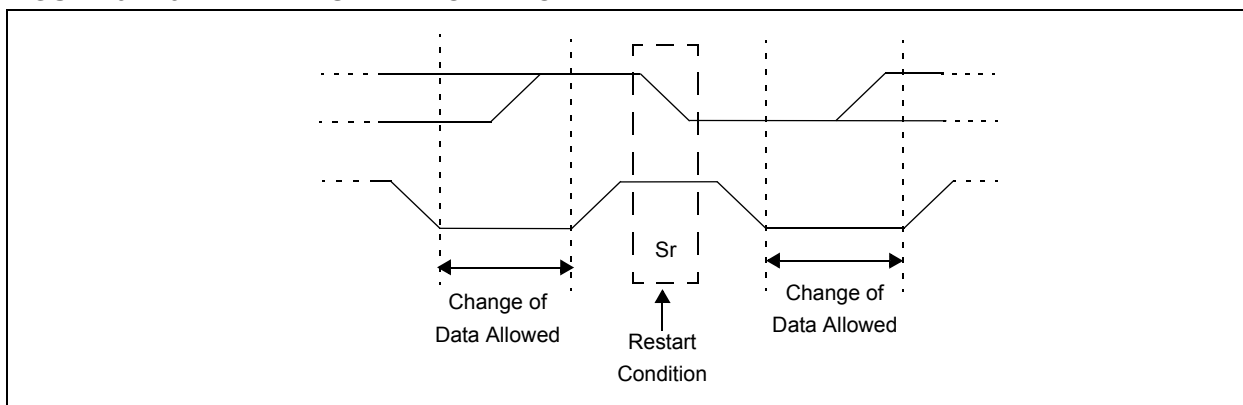 Sr
Change of
Data Allowed
Restart
Condition
Change of
Data Allowed